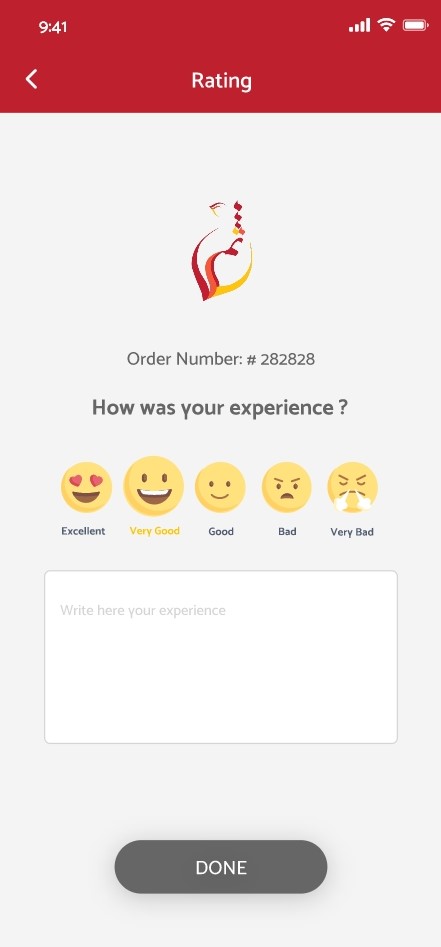 9:41
Rating
Order Number: # 282828
How was your experience ?
Excellent Very Good Good Bad Very Bad
Write here your experience
DONE